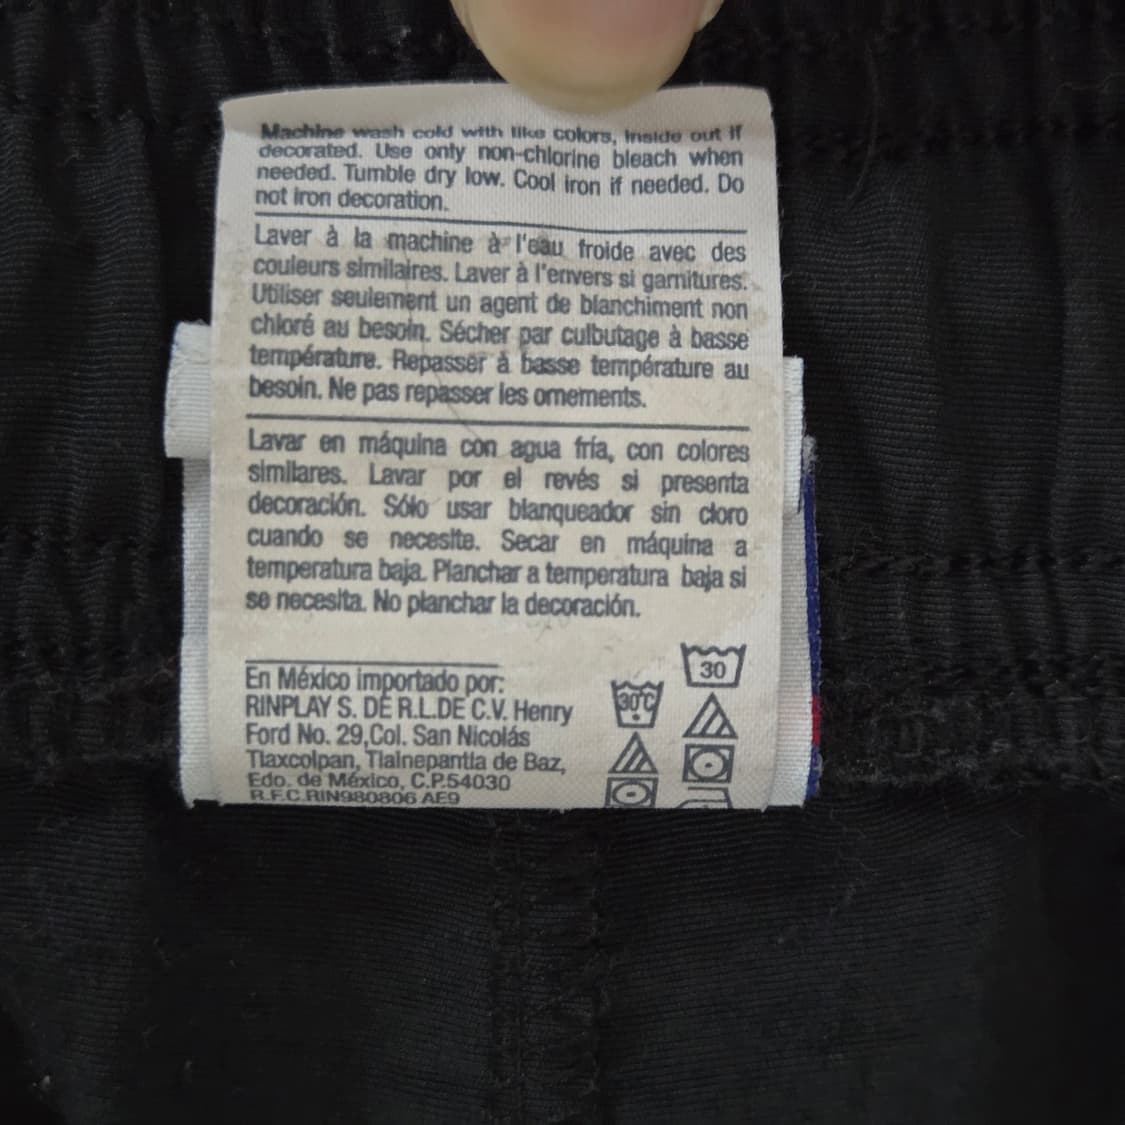 Machine wash cold with like colors, inside out if
decorated. Use only non-chlorine bleach when
needed. Tumble dry low. Cool iron if needed. Do
not iron decoration.
Laver à la machine à l'eau froide avec des
couleurs similaires. Laver à l'envers si garnitures.
Utiliser seulement un agent de blanchiment non
chloré au besoin. Sécher par culbutage à basse
température. Repasser à basse température au
besoin. Ne pas repasser les ornements.
Lavar en máquina con agua fría, con colores
similares. Lavar por el revés si presenta
decoración. Sólo usar blanqueador sin cloro
cuando se necesite. Secar en máquina a
temperatura baja. Planchar a temperatura baja si
se necesita. No planchar la decoración.
En México importado por:
RINPLAY S. DE R.L.DE C.V. Henry
Ford No. 29,Col. San Nicolás
Tlaxcolpan, Tlalnepantla de Baz,
Edo. de México, C.P.54030
R.F.C.RIN980806 AE9
30°C
30